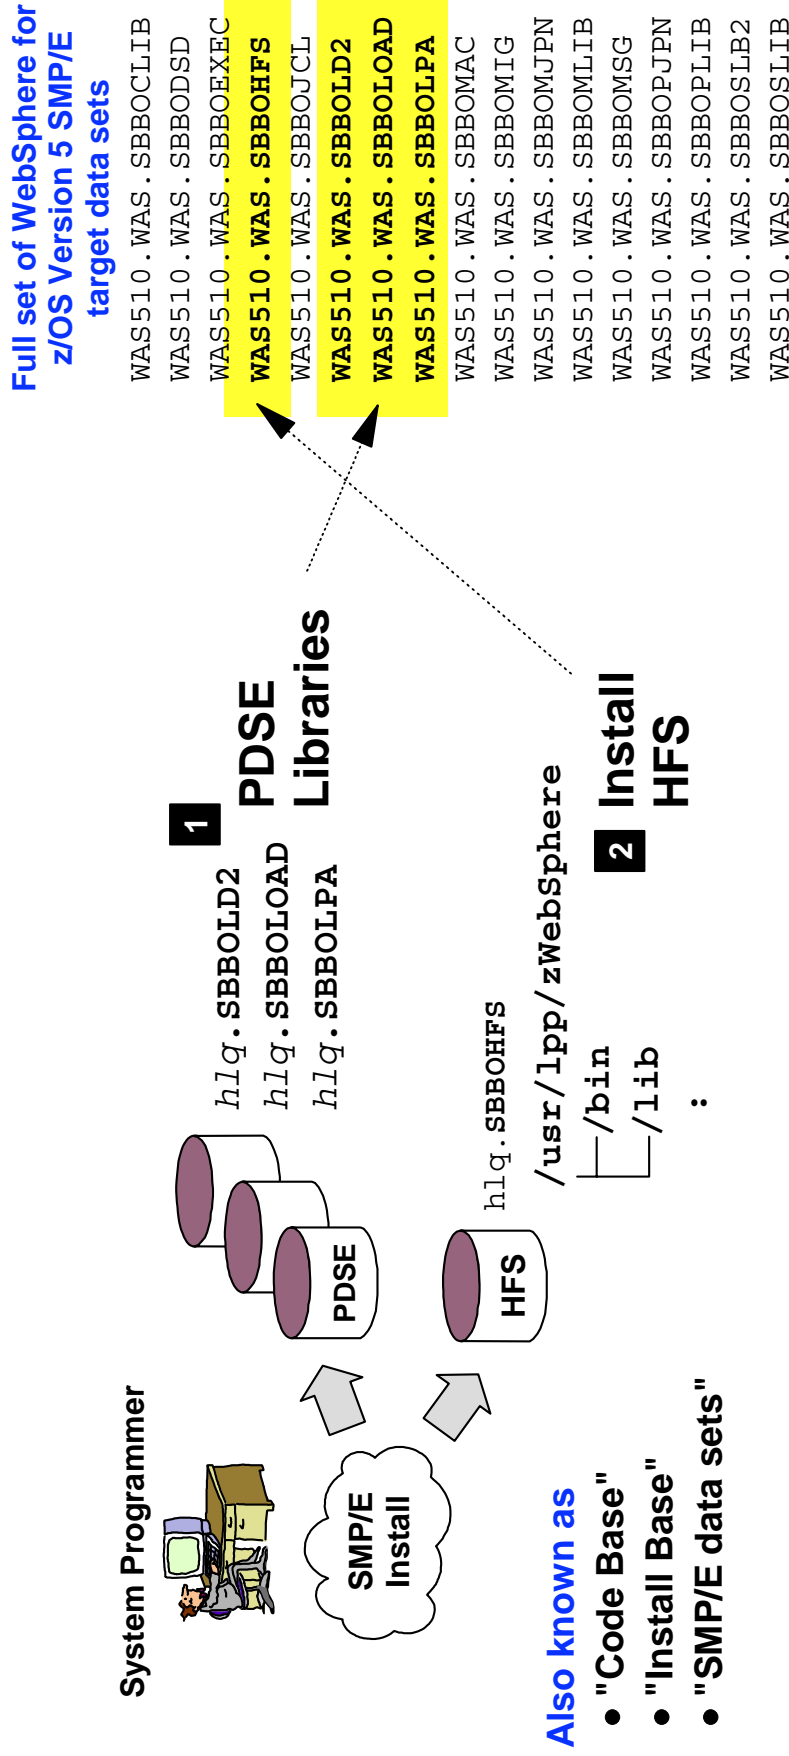 System Programmer
SMP/E
Install
PDSE
hlq.SBBOLD2
hlq.SBBOLOAD
hlq.SBBOLPA
1
PDSE
Libraries
HFS
hlq.SBBOHFS
/usr/lpp/zWebSphere
/bin
/lib
:
2
Install
HFS
Also known as
• "Code Base"
• "Install Base"
• "SMP/E data sets"
Full set of WebSphere for
z/OS Version 5 SMP/E
target data sets
WAS510.WAS.SBBOCLIB
WAS510.WAS.SBBODSD
WAS510.WAS.SBBOEXEC
WAS510.WAS.SBBOHFS
WAS510.WAS.SBBOJCL
WAS510.WAS.SBBOLD2
WAS510.WAS.SBBOLOAD
WAS510.WAS.SBBOLPA
WAS510.WAS.SBBOMAC
WAS510.WAS.SBBOMIG
WAS510.WAS.SBBOMJPN
WAS510.WAS.SBBOMLIB
WAS510.WAS.SBBOMSG
WAS510.WAS.SBBOPJPN
WAS510.WAS.SBBOPLIB
WAS510.WAS.SBBOSLB2
WAS510.WAS.SBBOSLIB